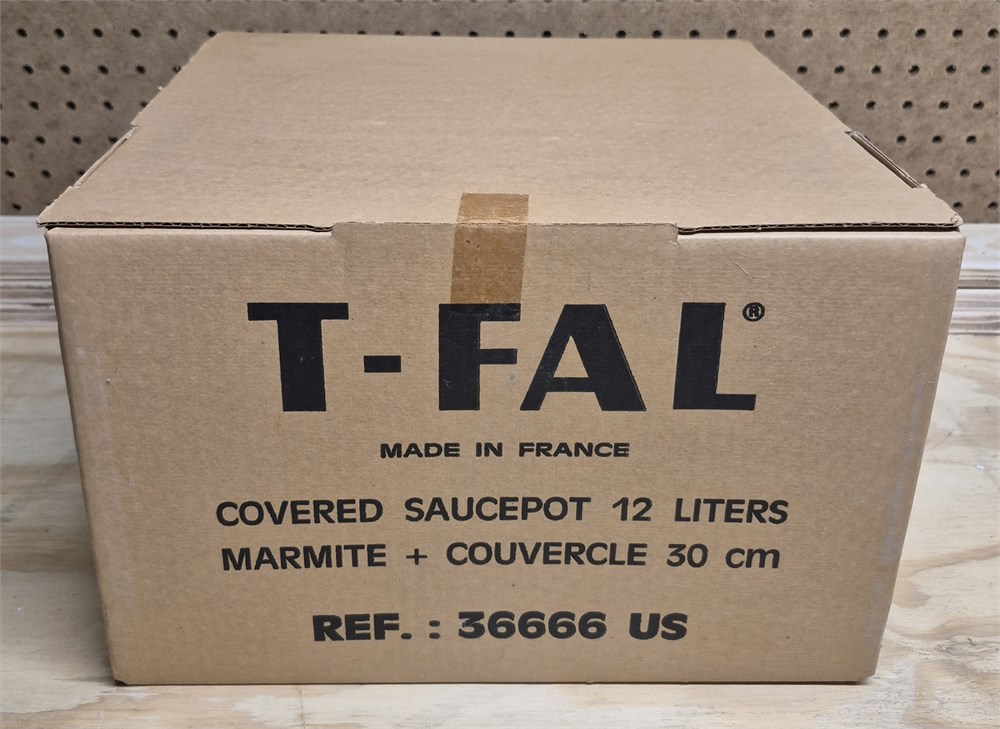 T-FAL®
MADE IN FRANCE
COVERED SAUCEPOT 12 LITERS
MARMITE + COUVERCLE 30 cm
REF. : 36666 US